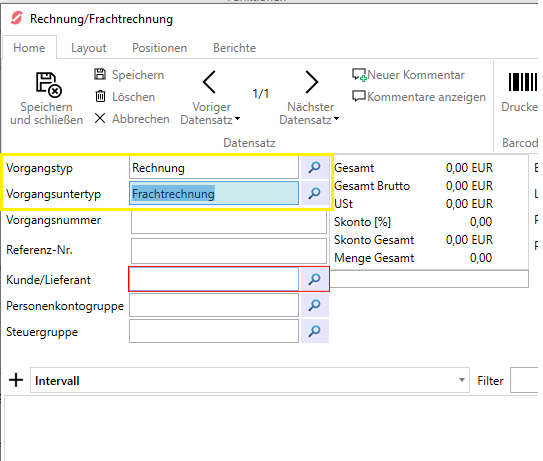 Rechnung/Frachtrechnung
Home Layout Positionen Berichte
Speichern und schließen
Speichern
Löschen
Abbrechen
Voriger Datensatz
1/1
Nächster Datensatz
Neuer Kommentar
Kommentare anzeigen
Drucke
Datensatz
Barcod
Vorgangstyp Rechnung
Vorgangsuntertyp Frachtrechnung
Vorgangsnummer
Referenz-Nr.
Kunde/Lieferant
Personenkontogruppe
Steuergruppe
Gesamt 0,00 EUR
Gesamt Brutto 0,00 EUR
USt 0,00 EUR
Skonto [%] 0,00
Skonto Gesamt 0,00 EUR
Menge Gesamt 0,00
Intervall Filter